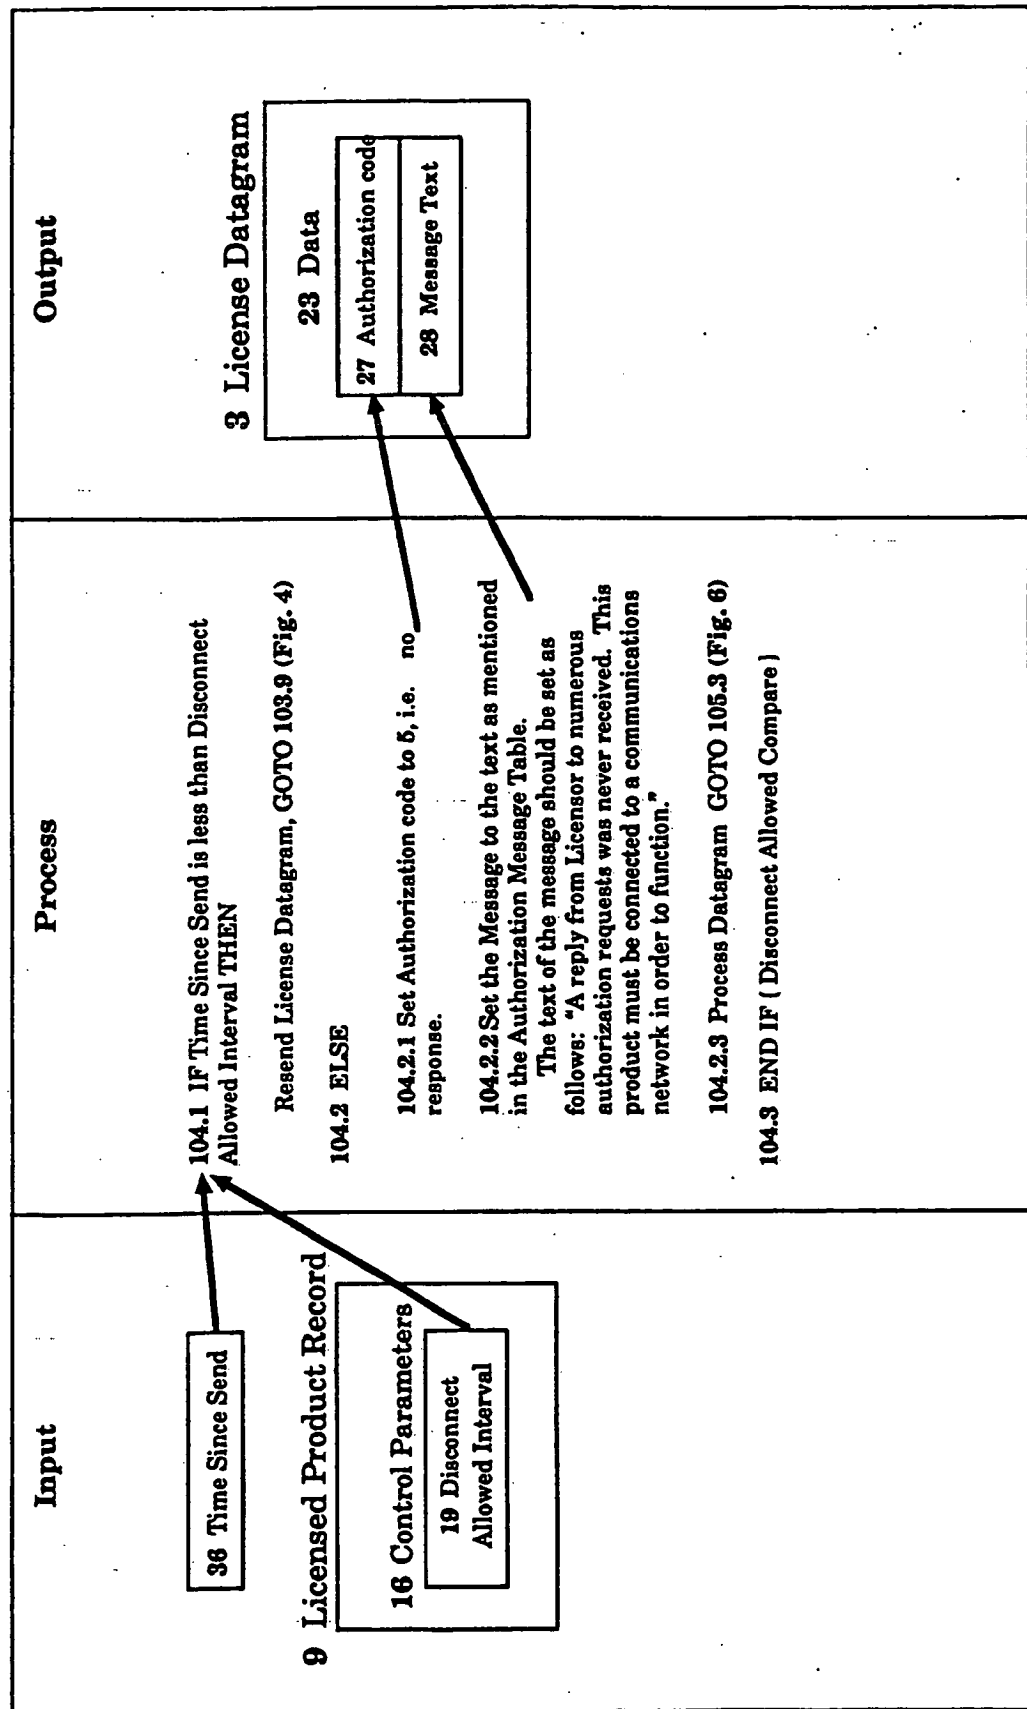 Input
36 Time Since Send
9 Licensed Product Record
16 Control Parameters
19 Disconnect
Allowed Interval
Process
104.1 IF Time Since Send is less than Disconnect
Allowed Interval THEN
Resend License Datagram, GOTO 103.9 (Fig. 4)
104.2 ELSE
104.2.1 Set Authorization code to 5, i.e. no
response.
104.2.2 Set the Message to the text as mentioned
in the Authorization Message Table.
The text of the message should be set as
follows: “A reply from Licensor to numerous
authorization requests was never received. This
product must be connected to a communications
network in order to function.”
104.2.3 Process Datagram GOTO 105.3 (Fig. 6)
104.3 END IF ( Disconnect Allowed Compare )
Output
3 License Datagram
23 Data
27 Authorization code
28 Message Text